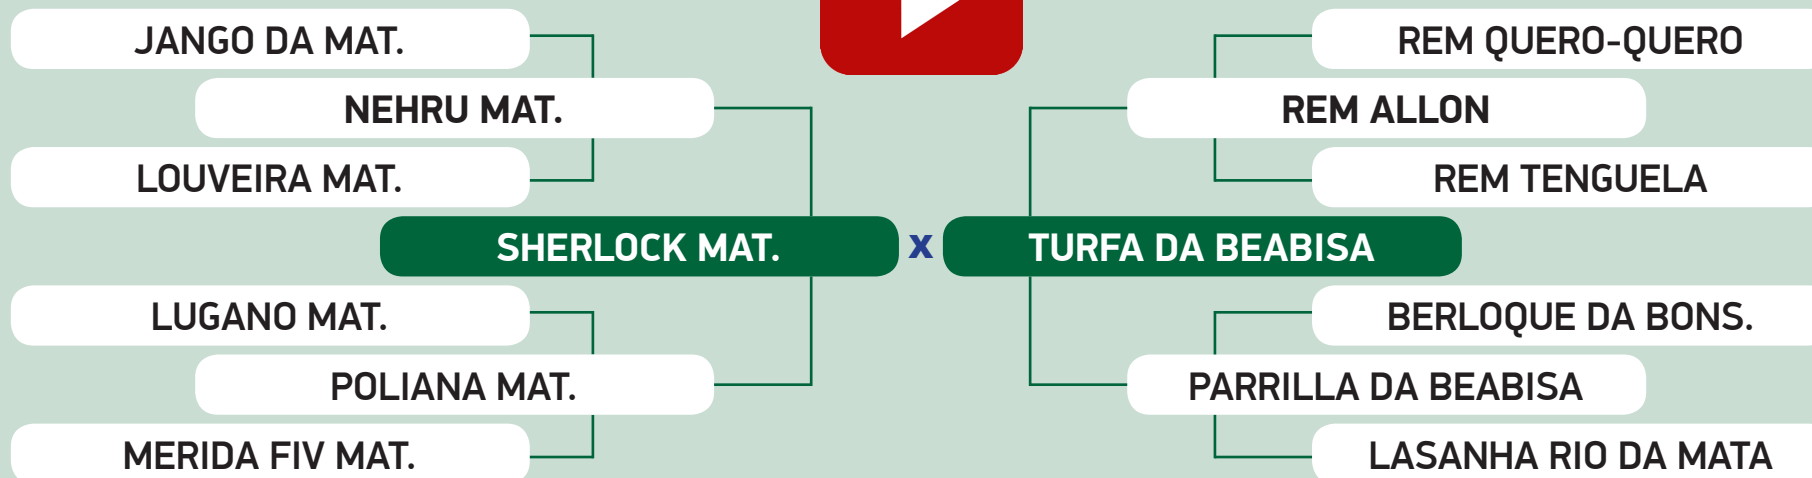 JANGO DA MAT.
NEHRU MAT.
LOUVEIRA MAT.
SHERLOCK MAT.
LUGANO MAT.
POLIANA MAT.
MERIDA FIV MAT.
x
REM QUERO-QUERO
REM ALLON
REM TENGUELA
TURFA DA BEABISA
BERLOQUE DA BONS.
PARRILLA DA BEABISA
LASANHA RIO DA MATA